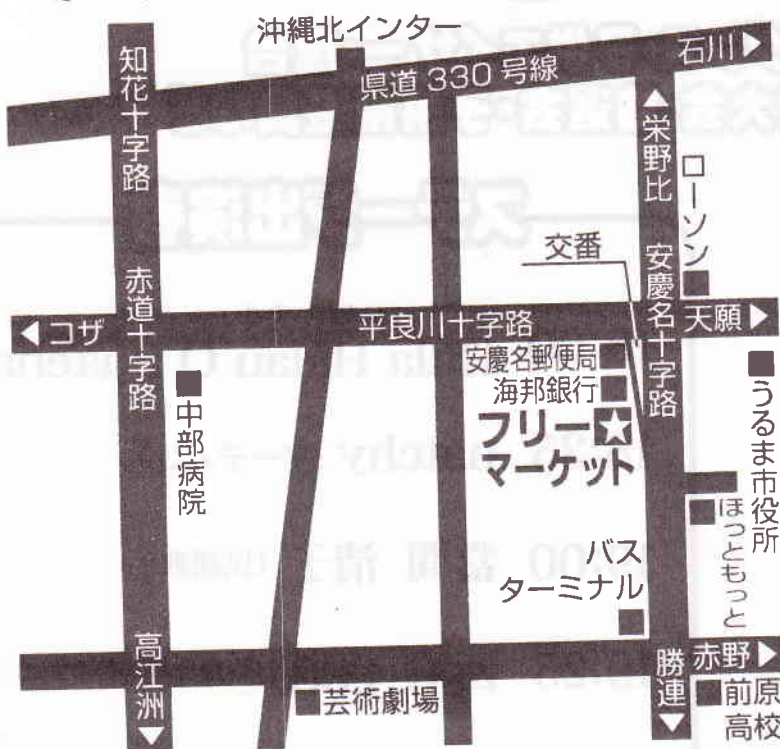 沖縄北インター
県道330号線
石川▶
知花十字路
▲栄野比
ローソン
交番
安慶名十字路
赤道十字路
◀コザ
平良川十字路
天願▶
安慶名郵便局
海邦銀行
フリー
マーケット
うるま市役所
中部病院
ほっともっと
バス
ターミナル
高江洲▼
芸術劇場
勝連▼
赤野▶
前原
高校